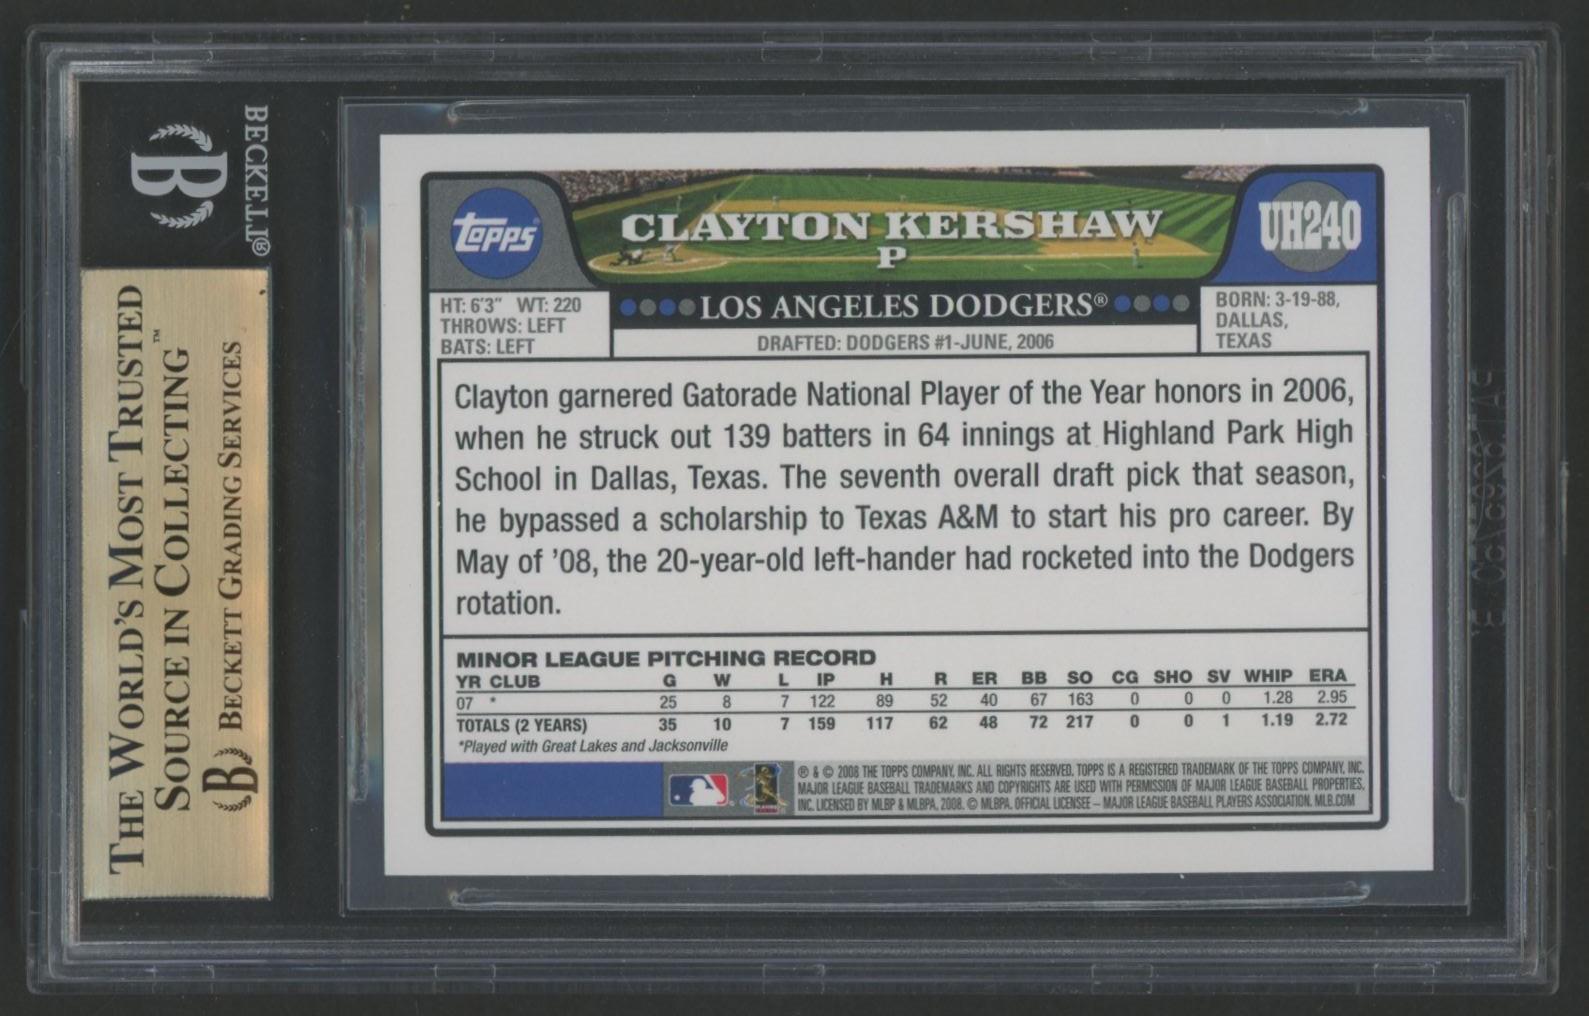 BECKETT®
B
THE WORLD'S MOST TRUSTED
SOURCE IN COLLECTING™
B BECKETT GRADING SERVICES
Topps®
CLAYTON KERSHAW
P
UH240
HT: 6'3" WT: 220
THROWS: LEFT
BATS: LEFT
LOS ANGELES DODGERS®
DRAFTED: DODGERS #1-JUNE, 2006
BORN: 3-19-88,
DALLAS,
TEXAS
Clayton garnered Gatorade National Player of the Year honors in 2006,
when he struck out 139 batters in 64 innings at Highland Park High
School in Dallas, Texas. The seventh overall draft pick that season,
he bypassed a scholarship to Texas A&M to start his pro career. By
May of '08, the 20-year-old left-hander had rocketed into the Dodgers
rotation.
MINOR LEAGUE PITCHING RECORD
YR CLUB G W L IP H R ER BB SO CG SHO SV WHIP ERA
07 * 25 8 7 122 89 52 40 67 163 0 0 0 1.28 2.95
TOTALS (2 YEARS) 35 10 7 159 117 62 48 72 217 0 0 1 1.19 2.72
*Played with Great Lakes and Jacksonville
® & © 2008 THE TOPPS COMPANY, INC. ALL RIGHTS RESERVED. TOPPS IS A REGISTERED TRADEMARK OF THE TOPPS COMPANY, INC.
MAJOR LEAGUE BASEBALL TRADEMARKS AND COPYRIGHTS ARE USED WITH PERMISSION OF MAJOR LEAGUE BASEBALL PROPERTIES,
INC. LICENSED BY MLBP & MLBPA, 2008. © MLBPA. OFFICIAL LICENSEE – MAJOR LEAGUE BASEBALL PLAYERS ASSOCIATION. MLB.COM